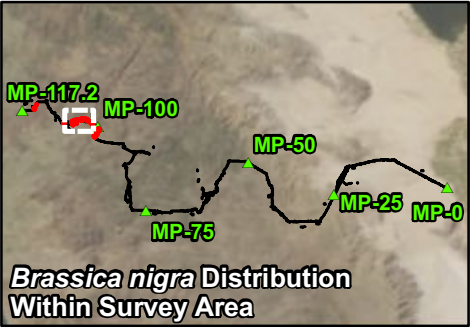 MP-117.2
MP-100
MP-50
MP-25
MP-0
MP-75
Brassica nigra Distribution
Within Survey Area